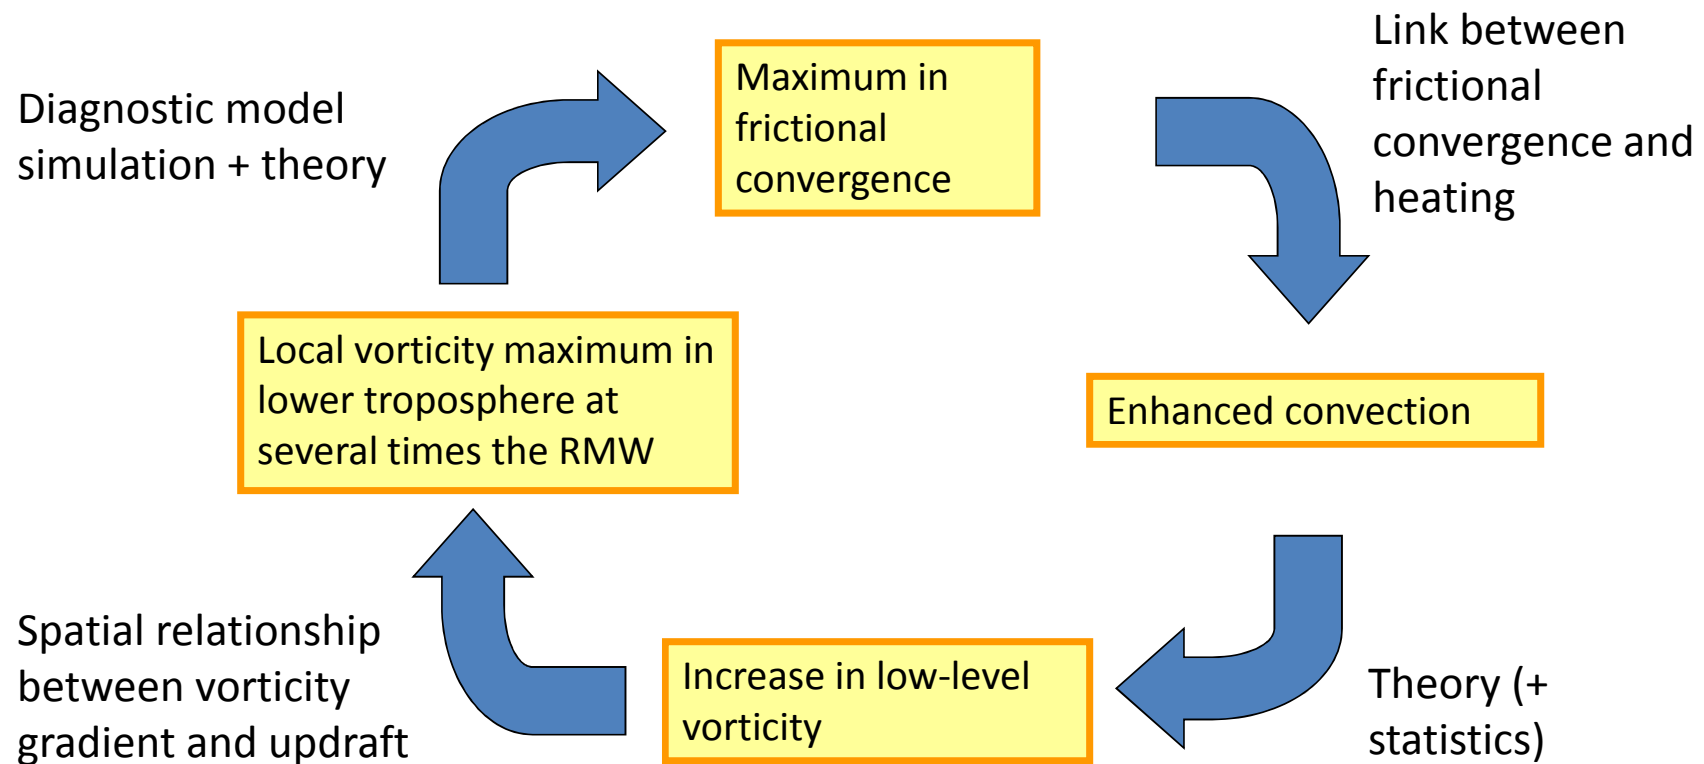 Diagnostic model
simulation + theory
Maximum in
frictional
convergence
Link between
frictional
convergence and
heating
Local vorticity maximum in
lower troposphere at
several times the RMW
Enhanced convection
Spatial relationship
between vorticity
gradient and updraft
Increase in low-level
vorticity
Theory (+
statistics)